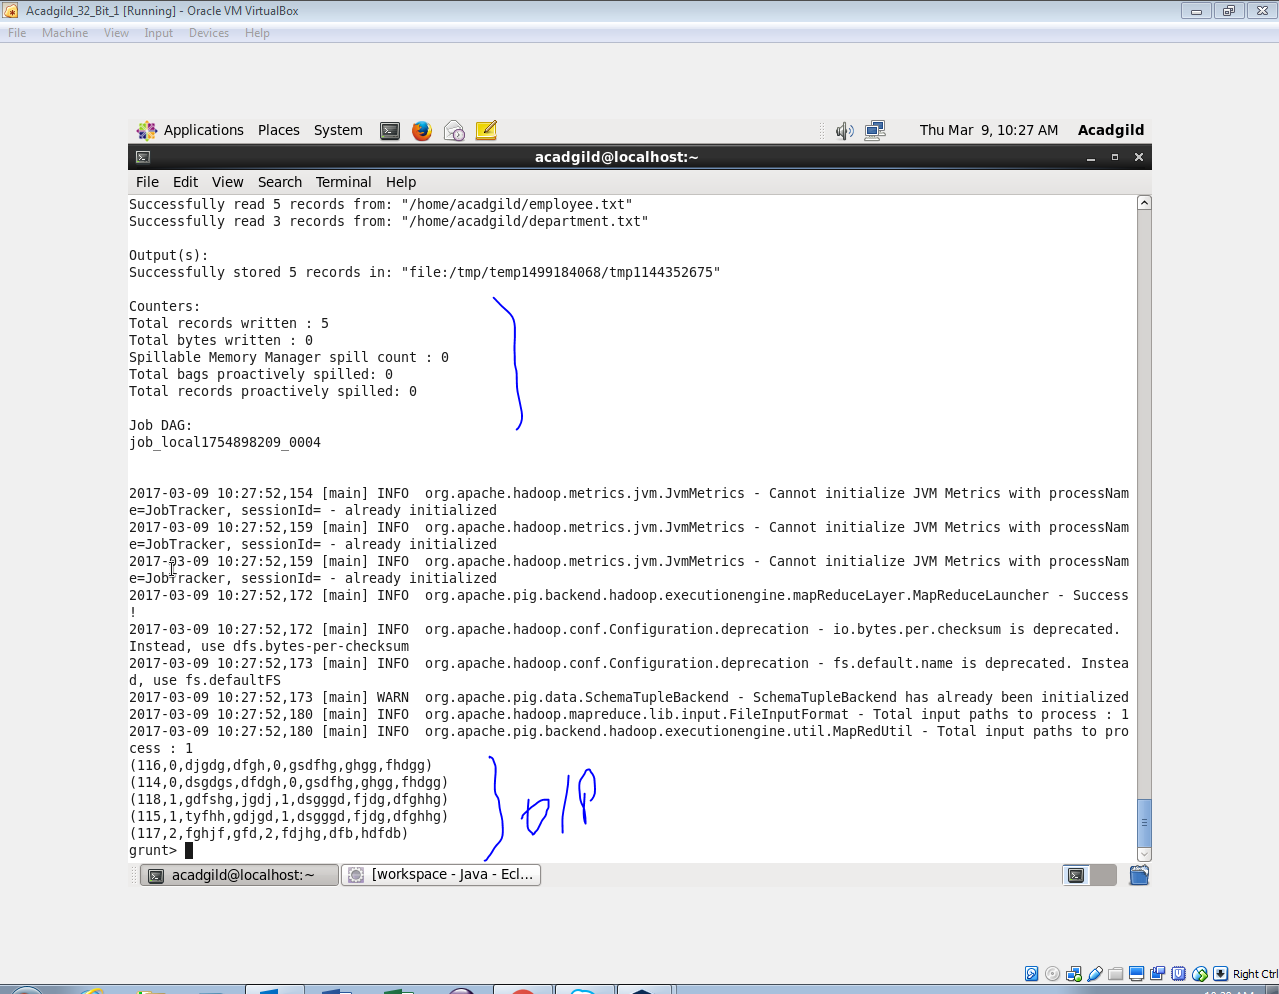 Acadgild_32_Bit_1 [Running] - Oracle VM VirtualBox
File Machine View Input Devices Help
Applications Places System Thu Mar 9, 10:27 AM Acadgild
acadgild@localhost:~
File Edit View Search Terminal Help
Successfully read 5 records from: "/home/acadgild/employee.txt"
Successfully read 3 records from: "/home/acadgild/department.txt"
Output(s):
Successfully stored 5 records in: "file:/tmp/temp1499184068/tmp1144352675"
Counters:
Total records written : 5
Total bytes written : 0
Spillable Memory Manager spill count : 0
Total bags proactively spilled: 0
Total records proactively spilled: 0
Job DAG:
job_local1754898209_0004
2017-03-09 10:27:52,154 [main] INFO  org.apache.hadoop.metrics.jvm.JvmMetrics - Cannot initialize JVM Metrics with processNam
e=JobTracker, sessionId= - already initialized
2017-03-09 10:27:52,159 [main] INFO  org.apache.hadoop.metrics.jvm.JvmMetrics - Cannot initialize JVM Metrics with processNam
e=JobTracker, sessionId= - already initialized
2017-03-09 10:27:52,159 [main] INFO  org.apache.hadoop.metrics.jvm.JvmMetrics - Cannot initialize JVM Metrics with processNam
e=JobTracker, sessionId= - already initialized
2017-03-09 10:27:52,172 [main] INFO  org.apache.pig.backend.hadoop.executionengine.mapReduceLayer.MapReduceLauncher - Success
!
2017-03-09 10:27:52,172 [main] INFO  org.apache.hadoop.conf.Configuration.deprecation - io.bytes.per.checksum is deprecated.
Instead, use dfs.bytes-per-checksum
2017-03-09 10:27:52,173 [main] INFO  org.apache.hadoop.conf.Configuration.deprecation - fs.default.name is deprecated. Instea
d, use fs.defaultFS
2017-03-09 10:27:52,173 [main] WARN  org.apache.pig.data.SchemaTupleBackend - SchemaTupleBackend has already been initialized
2017-03-09 10:27:52,180 [main] INFO  org.apache.hadoop.mapreduce.lib.input.FileInputFormat - Total input paths to process : 1
2017-03-09 10:27:52,180 [main] INFO  org.apache.pig.backend.hadoop.executionengine.util.MapRedUtil - Total input paths to pro
cess : 1
(116,0,djgdg,dfgh,0,gsdfhg,ghgg,fhdgg)
(114,0,dsgdgs,dfdgh,0,gsdfhg,ghgg,fhdgg)
(118,1,gdfshg,jgdj,1,dsgggd,fjdg,dfghhg)
(115,1,tyfhh,gdjgd,1,dsgggd,fjdg,dfghhg)
(117,2,fghjf,gfd,2,fdjhg,dfb,hdfdb)
O/P
grunt>
acadgild@localhost:~ [workspace - Java - Ecl...
Right Ctrl